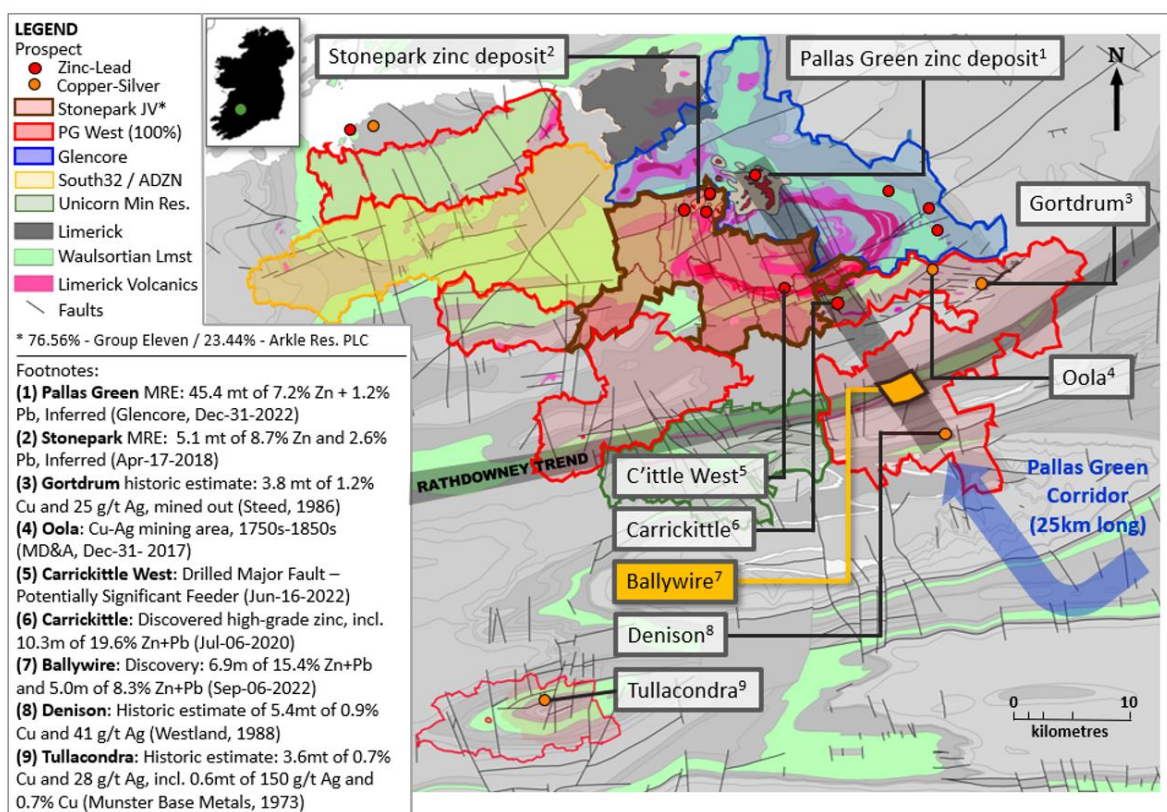 LEGEND
Prospect
Zinc-Lead
Copper-Silver
Stonepark JV*
PG West (100%)
Glencore
South32 / ADZN
Unicorn Min Res.
Limerick
Waulsortian Lmst
Limerick Volcanics
Faults
* 76.56% - Group Eleven / 23.44% - Arkle Res. PLC
Footnotes:
(1) Pallas Green MRE: 45.4 mt of 7.2% Zn + 1.2%
Pb, Inferred (Glencore, Dec-31-2022)
(2) Stonepark MRE: 5.1 mt of 8.7% Zn and 2.6%
Pb, Inferred (Apr-17-2018)
(3) Gortdrum historic estimate: 3.8 mt of 1.2%
Cu and 25 g/t Ag, mined out (Steed, 1986)
(4) Oola: Cu-Ag mining area, 1750s-1850s
(MD&A, Dec-31- 2017)
(5) Carrickittle West: Drilled Major Fault –
Potentially Significant Feeder (Jun-16-2022)
(6) Carrickittle: Discovered high-grade zinc, incl.
10.3m of 19.6% Zn+Pb (Jul-06-2020)
(7) Ballywire: Discovery: 6.9m of 15.4% Zn+Pb
and 5.0m of 8.3% Zn+Pb (Sep-06-2022)
(8) Denison: Historic estimate of 5.4mt of 0.9%
Cu and 41 g/t Ag (Westland, 1988)
(9) Tullacondra: Historic estimate: 3.6mt of 0.7%
Cu and 28 g/t Ag, incl. 0.6mt of 150 g/t Ag and
0.7% Cu (Munster Base Metals, 1973)
Stonepark zinc deposit²
Pallas Green zinc deposit¹
N
Gortdrum³
Oola⁴
RATHDOWNEY TREND
C'ittle West⁵
Carrickittle⁶
Ballywire⁷
Denison⁸
Tullacondra⁹
Pallas Green
Corridor
(25km long)
0 10
kilometres